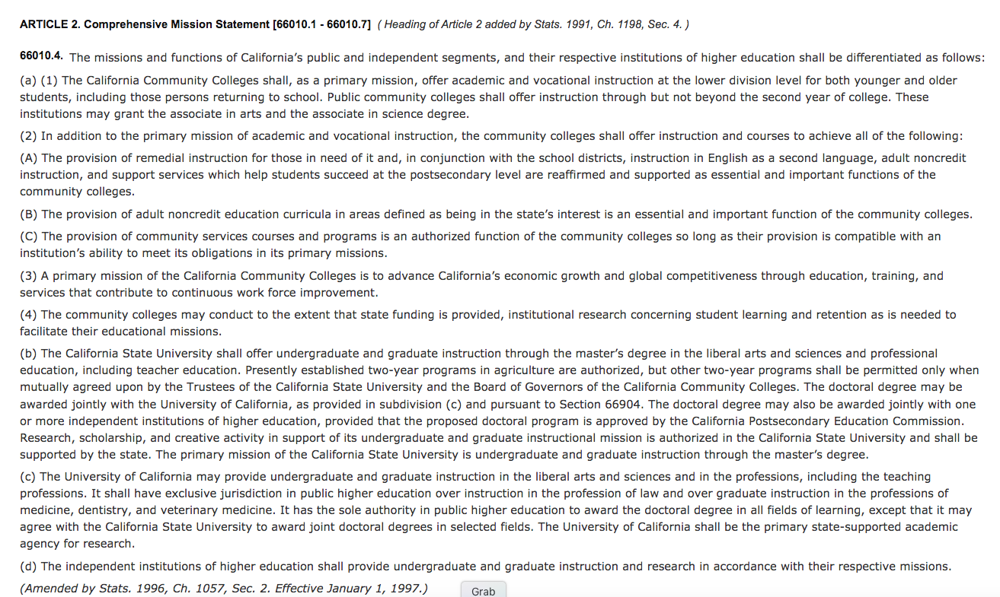 ARTICLE 2. Comprehensive Mission Statement [66010.1 - 66010.7] ( Heading of Article 2 added by Stats. 1991, Ch. 1198, Sec. 4. )
66010.4. The missions and functions of California’s public and independent segments, and their respective institutions of higher education shall be differentiated as follows:
(a) (1) The California Community Colleges shall, as a primary mission, offer academic and vocational instruction at the lower division level for both younger and older
students, including those persons returning to school. Public community colleges shall offer instruction through but not beyond the second year of college. These
institutions may grant the associate in arts and the associate in science degree.
(2) In addition to the primary mission of academic and vocational instruction, the community colleges shall offer instruction and courses to achieve all of the following:
(A) The provision of remedial instruction for those in need of it and, in conjunction with the school districts, instruction in English as a second language, adult noncredit
instruction, and support services which help students succeed at the postsecondary level are reaffirmed and supported as essential and important functions of the
community colleges.
(B) The provision of adult noncredit education curricula in areas defined as being in the state’s interest is an essential and important function of the community colleges.
(C) The provision of community services courses and programs is an authorized function of the community colleges so long as their provision is compatible with an
institution’s ability to meet its obligations in its primary missions.
(3) A primary mission of the California Community Colleges is to advance California’s economic growth and global competitiveness through education, training, and
services that contribute to continuous work force improvement.
(4) The community colleges may conduct to the extent that state funding is provided, institutional research concerning student learning and retention as is needed to
facilitate their educational missions.
(b) The California State University shall offer undergraduate and graduate instruction through the master’s degree in the liberal arts and sciences and professional
education, including teacher education. Presently established two-year programs in agriculture are authorized, but other two-year programs shall be permitted only when
mutually agreed upon by the Trustees of the California State University and the Board of Governors of the California Community Colleges. The doctoral degree may be
awarded jointly with the University of California, as provided in subdivision (c) and pursuant to Section 66904. The doctoral degree may also be awarded jointly with one
or more independent institutions of higher education, provided that the proposed doctoral program is approved by the California Postsecondary Education Commission.
Research, scholarship, and creative activity in support of its undergraduate and graduate instructional mission is authorized in the California State University and shall be
supported by the state. The primary mission of the California State University is undergraduate and graduate instruction through the master’s degree.
(c) The University of California may provide undergraduate and graduate instruction in the liberal arts and sciences and in the professions, including the teaching
professions. It shall have exclusive jurisdiction in public higher education over instruction in the profession of law and over graduate instruction in the professions of
medicine, dentistry, and veterinary medicine. It has the sole authority in public higher education to award the doctoral degree in all fields of learning, except that it may
agree with the California State University to award joint doctoral degrees in selected fields. The University of California shall be the primary state-supported academic
agency for research.
(d) The independent institutions of higher education shall provide undergraduate and graduate instruction and research in accordance with their respective missions.
(Amended by Stats. 1996, Ch. 1057, Sec. 2. Effective January 1, 1997.)
Grab